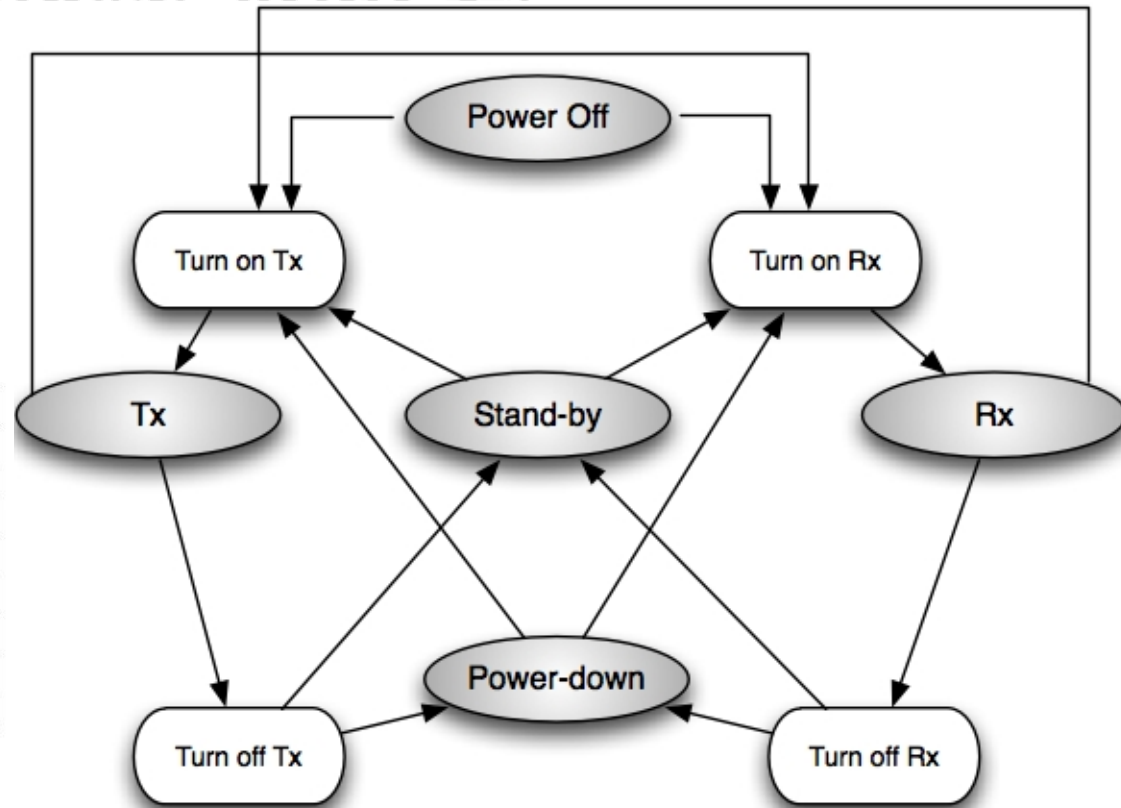 Power Off
Turn on Tx
Turn on Rx
Tx
Stand-by
Rx
Power-down
Turn off Tx
Turn off Rx